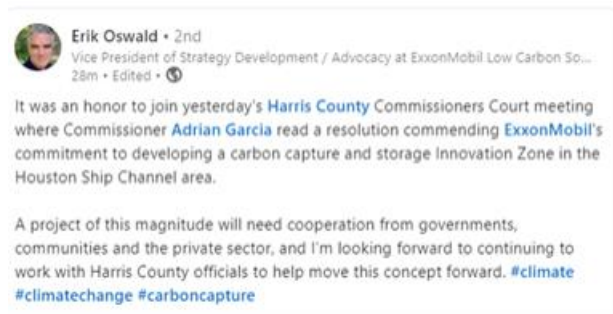 Erik Oswald • 2nd
Vice President of Strategy Development / Advocacy at ExxonMobil Low Carbon So...
28m • Edited •
It was an honor to join yesterday's Harris County Commissioners Court meeting
where Commissioner Adrian Garcia read a resolution commending ExxonMobil's
commitment to developing a carbon capture and storage Innovation Zone in the
Houston Ship Channel area.
A project of this magnitude will need cooperation from governments,
communities and the private sector, and I'm looking forward to continuing to
work with Harris County officials to help move this concept forward. #climate
#climatechange #carboncapture